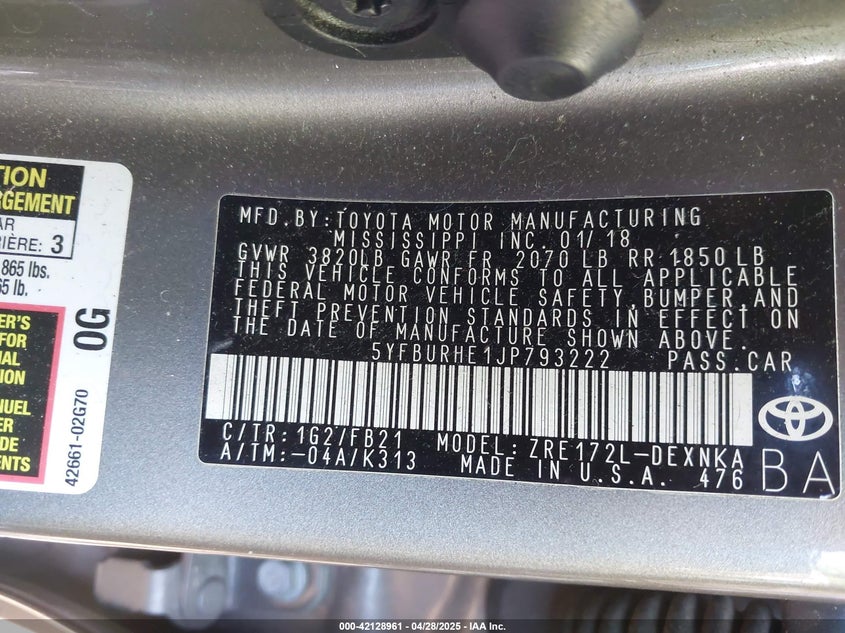 TION
RGEMENT
AR
RIÈRE: 3
865 lbs.
65 lb.
ER'S
FOR
NAL
TION
NUEL
ER
DE
ENTS
0G
42661-02G70
MFD.BY:TOYOTA MOTOR MANUFACTURING
MISSISSIPPI INC. 01/18
GVWR 3820LB GAWR FR 2070 LB RR 1850 LB
THIS VEHICLE CONFORMS TO ALL APPLICABLE
FEDERAL MOTOR VEHICLE SAFETY,BUMPER,AND
THEFT PREVENTION STANDARDS IN EFFECT ON
THE DATE OF MANUFACTURE SHOWN ABOVE.
5YFBURHE1JP793222 PASS.CAR
C/TR: 1G2/FB21 MODEL: ZRE172L-DEXNKA
A/TM:-04A/K313 MADE IN U.S.A. 476
BA
000-42128961 | 04/28/2025 - IAA Inc.